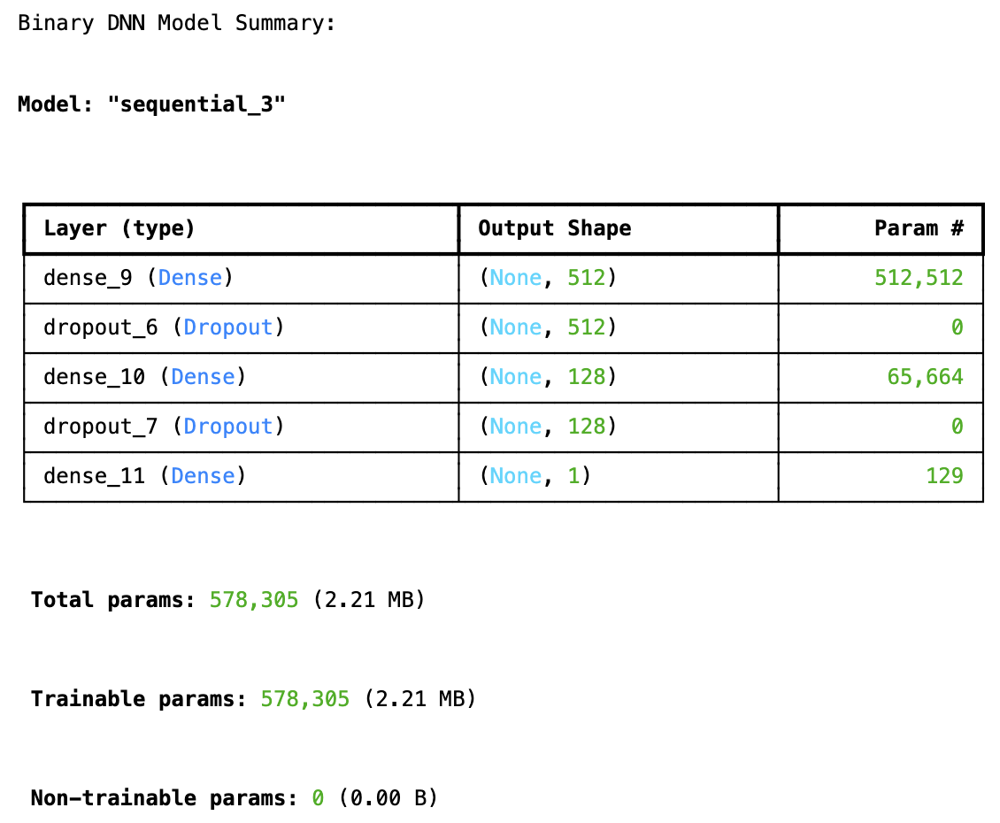 Binary DNN Model Summary:
Model: "sequential_3"
Layer (type) Output Shape Param #
dense_9 (Dense) (None, 512) 512,512
dropout_6 (Dropout) (None, 512) 0
dense_10 (Dense) (None, 128) 65,664
dropout_7 (Dropout) (None, 128) 0
dense_11 (Dense) (None, 1) 129
Total params: 578,305 (2.21 MB)
Trainable params: 578,305 (2.21 MB)
Non-trainable params: 0 (0.00 B)